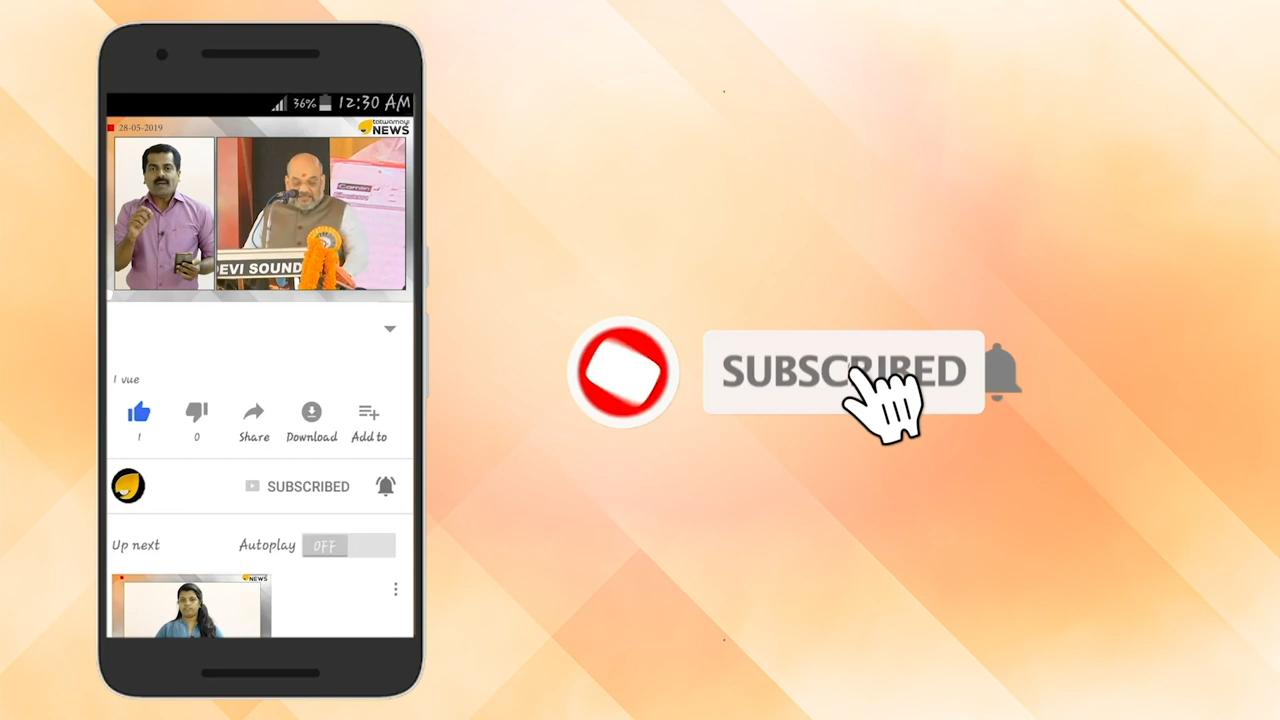 36% 12:30 AM
28-05-2019
tatwamayi
NEWS
DEVI SOUND
1 vue
1
0
Share
Download
Add to
SUBSCRIBED
Up next
Autoplay
OFF
NEWS
SUBSCRIBED